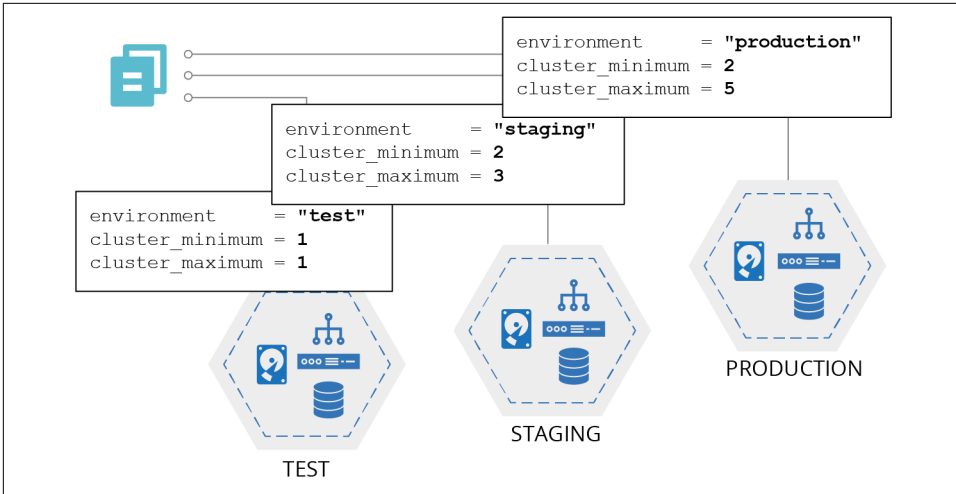 environment     = "production"
cluster_minimum = 2
cluster_maximum = 5
environment     = "staging"
cluster_minimum = 2
cluster_maximum = 3
environment     = "test"
cluster_minimum = 1
cluster_maximum = 1
PRODUCTION
STAGING
TEST